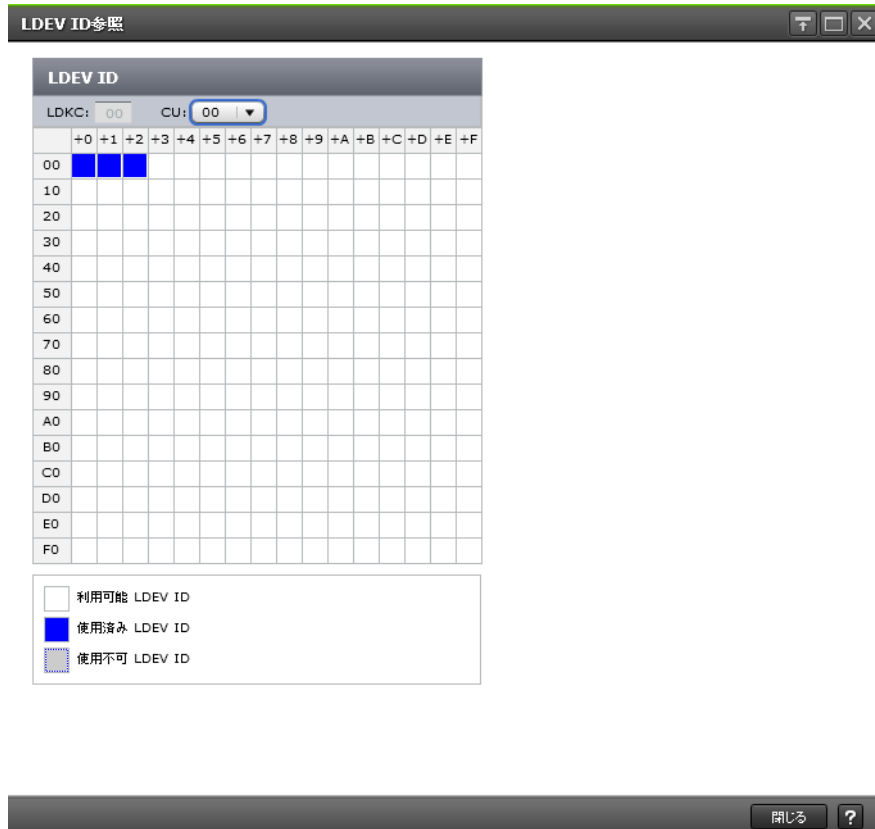 LDEV ID参照
LDEV ID
LDKC: 00 CU: 00
+0 +1 +2 +3 +4 +5 +6 +7 +8 +9 +A +B +C +D +E +F
00
10
20
30
40
50
60
70
80
90
A0
B0
C0
D0
E0
F0
利用可能 LDEV ID
使用済み LDEV ID
使用不可 LDEV ID
閉じる ?